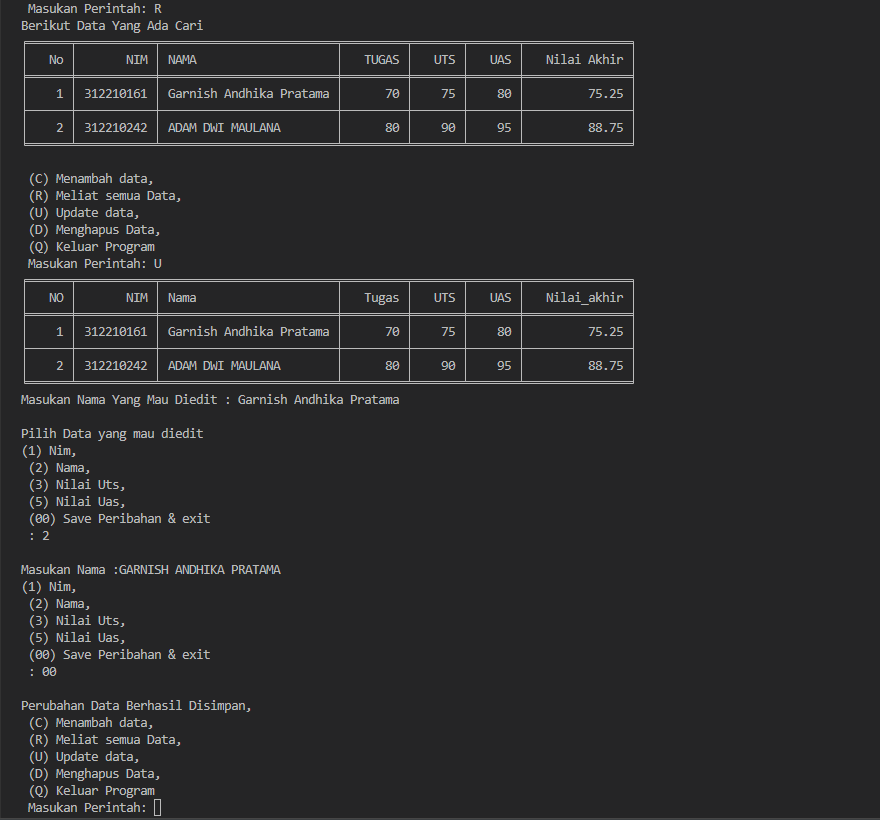 Masukan Perintah: R
Berikut Data Yang Ada Cari
No NIM NAMA TUGAS UTS UAS Nilai Akhir
1 312210161 Garnish Andhika Pratama 70 75 80 75.25
2 312210242 ADAM DWI MAULANA 80 90 95 88.75
(C) Menambah data,
(R) Meliat semua Data,
(U) Update data,
(D) Menghapus Data,
(Q) Keluar Program
Masukan Perintah: U
NO NIM Nama Tugas UTS UAS Nilai_akhir
1 312210161 Garnish Andhika Pratama 70 75 80 75.25
2 312210242 ADAM DWI MAULANA 80 90 95 88.75
Masukan Nama Yang Mau Diedit : Garnish Andhika Pratama
Pilih Data yang mau diedit
(1) Nim,
(2) Nama,
(3) Nilai Uts,
(5) Nilai Uas,
(00) Save Peribahan & exit
: 2
Masukan Nama :GARNISH ANDHIKA PRATAMA
(1) Nim,
(2) Nama,
(3) Nilai Uts,
(5) Nilai Uas,
(00) Save Peribahan & exit
: 00
Perubahan Data Berhasil Disimpan,
(C) Menambah data,
(R) Meliat semua Data,
(U) Update data,
(D) Menghapus Data,
(Q) Keluar Program
Masukan Perintah: